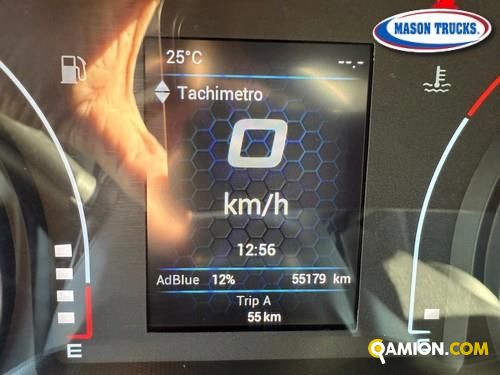 MASON TRUCKS.
25°C --.-
Tachimetro
0
km/h
12:56
AdBlue 12% 55179 km
Trip A
55 km
E
QAMION.COM